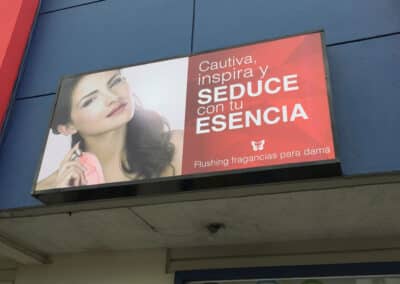 Cautiva,
inspira y
SEDUCE
con tu
ESENCIA
Flushing fragancias para dama